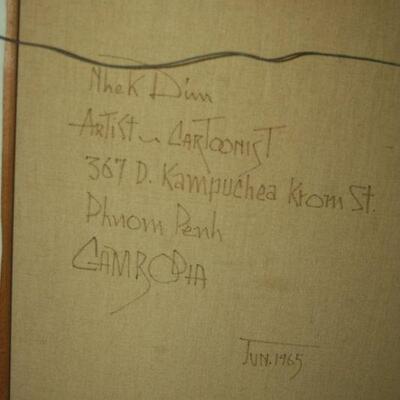 Nhek Dim
Artist ~ Cartoonist
367 D. Kampuchea Krom St.
Phnom Penh
CAMBODIA
JUN. 1965